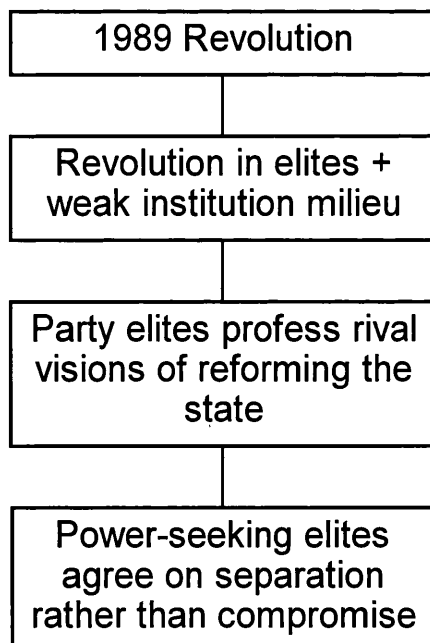 1989 Revolution
Revolution in elites +
weak institution milieu
Party elites profess rival
visions of reforming the
state
Power-seeking elites
agree on separation
rather than compromise